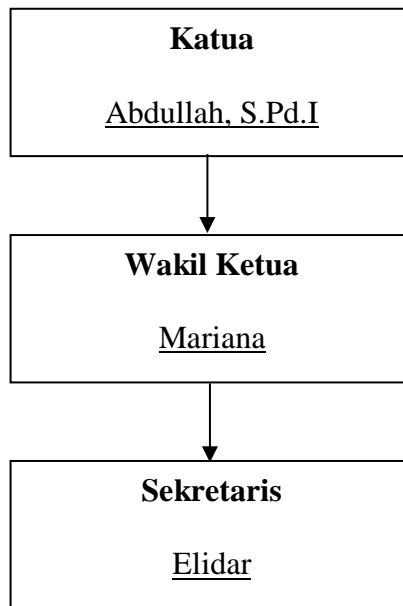 Katua
Abdullah, S.Pd.I
Wakil Ketua
Mariana
Sekretaris
Elidar